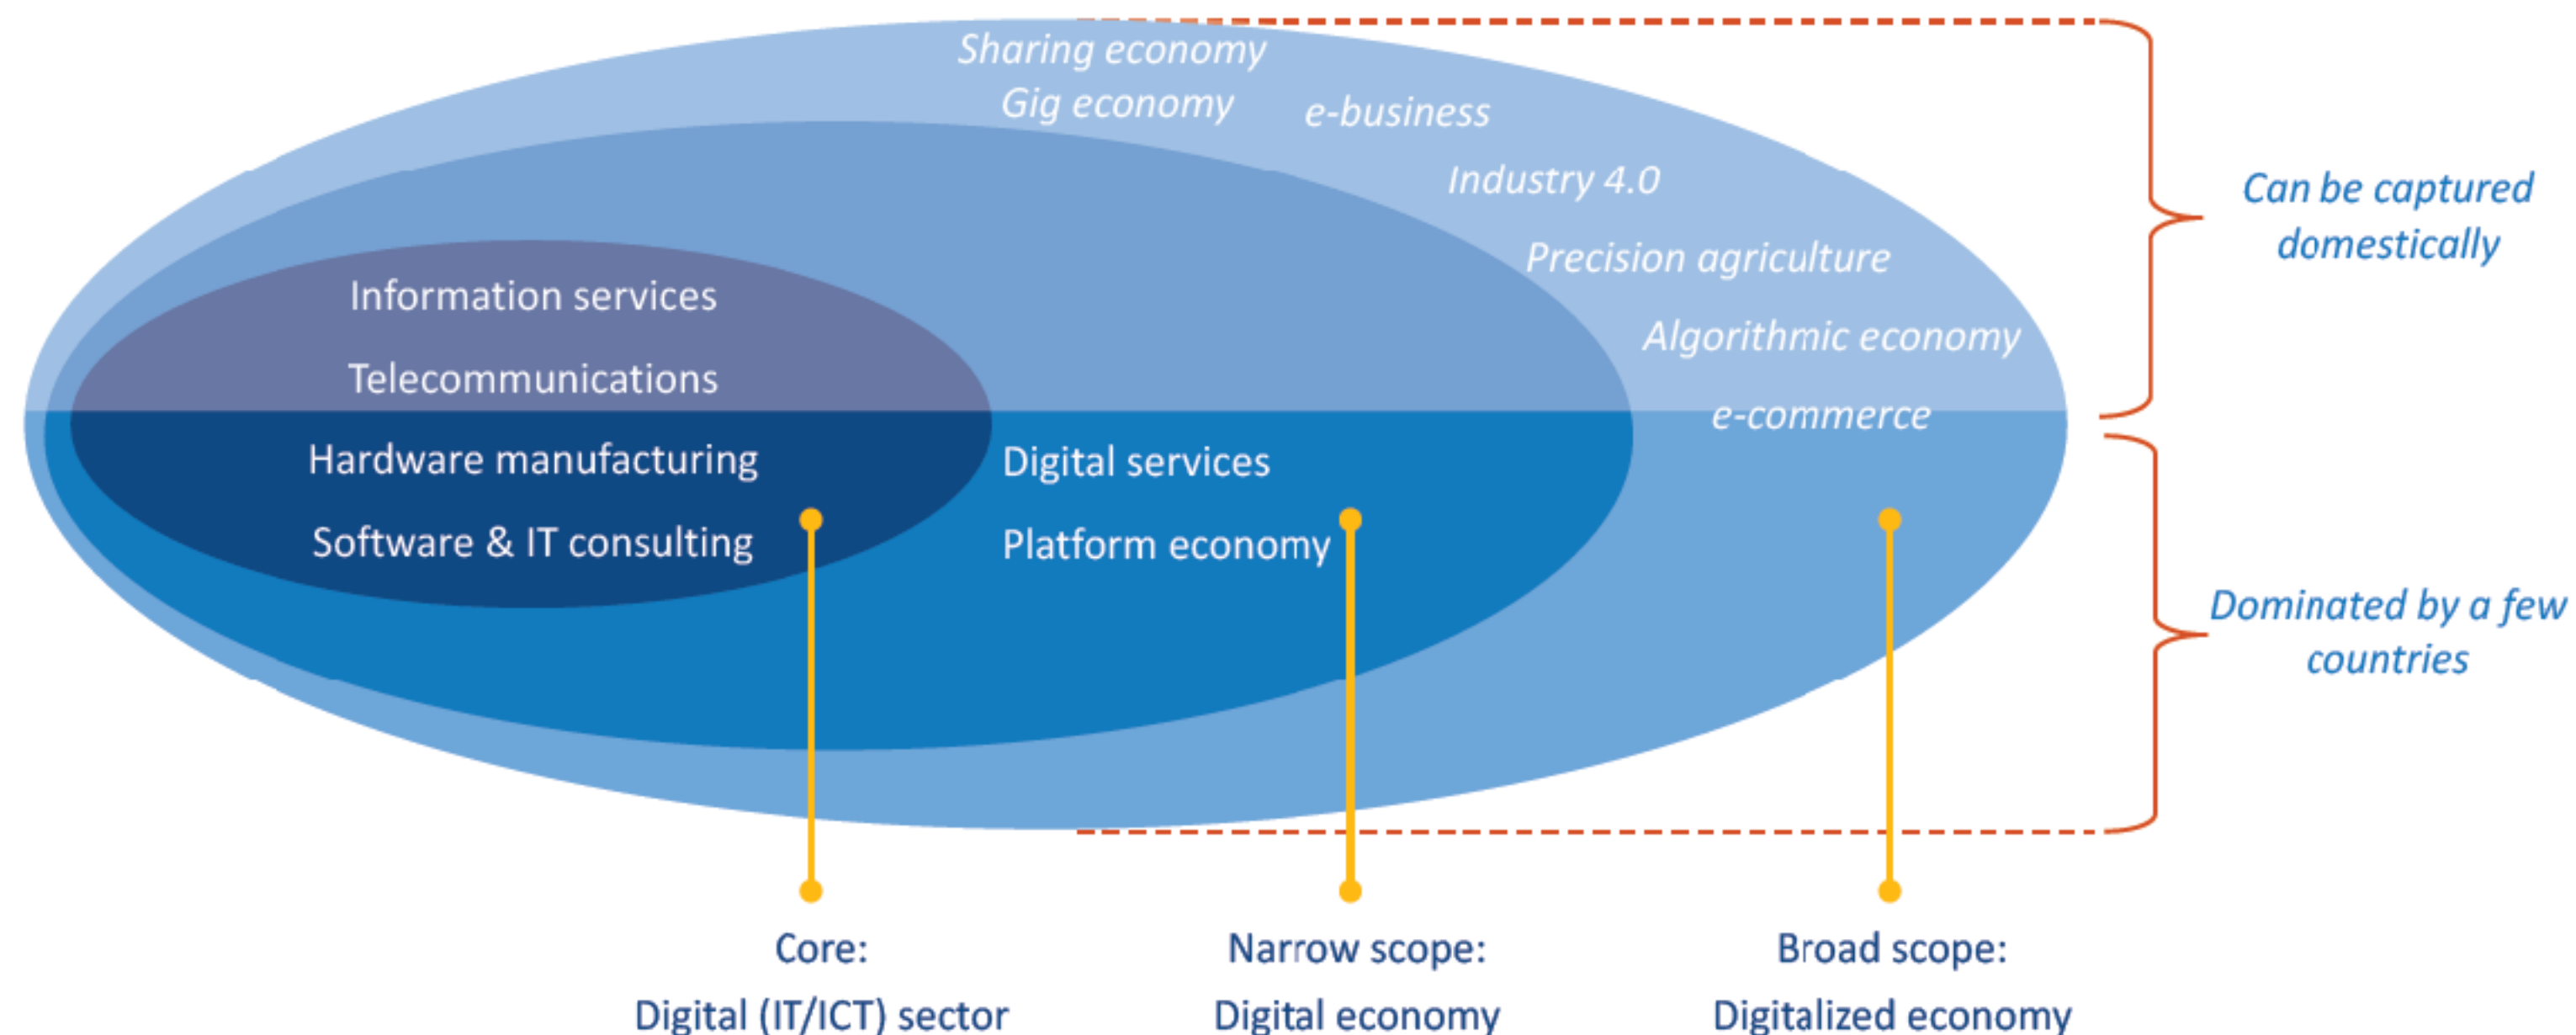 Sharing economy
Gig economy
e-business
Industry 4.0
Precision agriculture
Algorithmic economy
e-commerce
Information services
Telecommunications
Hardware manufacturing
Software & IT consulting
Digital services
Platform economy
Can be captured
domestically
Dominated by a few
countries
Core:
Digital (IT/ICT) sector
Narrow scope:
Digital economy
Broad scope:
Digitalized economy